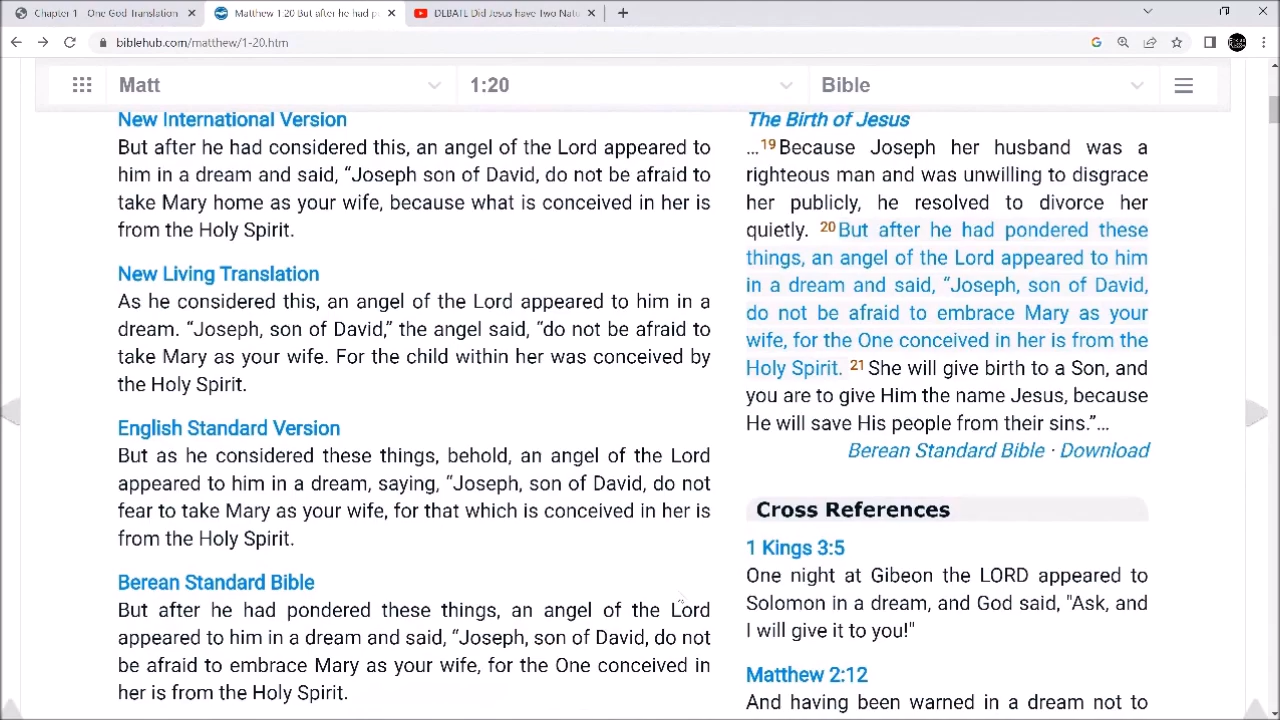 Chapter 1 – One God Translation
Matthew 1:20 But after he had p
DEBATE Did Jesus have Two Natu
biblehub.com/matthew/1-20.htm
Matt
1:20
Bible
New International Version
But after he had considered this, an angel of the Lord appeared to
him in a dream and said, “Joseph son of David, do not be afraid to
take Mary home as your wife, because what is conceived in her is
from the Holy Spirit.
New Living Translation
As he considered this, an angel of the Lord appeared to him in a
dream. “Joseph, son of David,” the angel said, “do not be afraid to
take Mary as your wife. For the child within her was conceived by
the Holy Spirit.
English Standard Version
But as he considered these things, behold, an angel of the Lord
appeared to him in a dream, saying, “Joseph, son of David, do not
fear to take Mary as your wife, for that which is conceived in her is
from the Holy Spirit.
Berean Standard Bible
But after he had pondered these things, an angel of the Lord
appeared to him in a dream and said, “Joseph, son of David, do not
be afraid to embrace Mary as your wife, for the One conceived in
her is from the Holy Spirit.
The Birth of Jesus
…19Because Joseph her husband was a
righteous man and was unwilling to disgrace
her publicly, he resolved to divorce her
quietly. 20But after he had pondered these
things, an angel of the Lord appeared to him
in a dream and said, “Joseph, son of David,
do not be afraid to embrace Mary as your
wife, for the One conceived in her is from the
Holy Spirit. 21She will give birth to a Son, and
you are to give Him the name Jesus, because
He will save His people from their sins.”…
Berean Standard Bible · Download
Cross References
1 Kings 3:5
One night at Gibeon the LORD appeared to
Solomon in a dream, and God said, "Ask, and
I will give it to you!"
Matthew 2:12
And having been warned in a dream not to